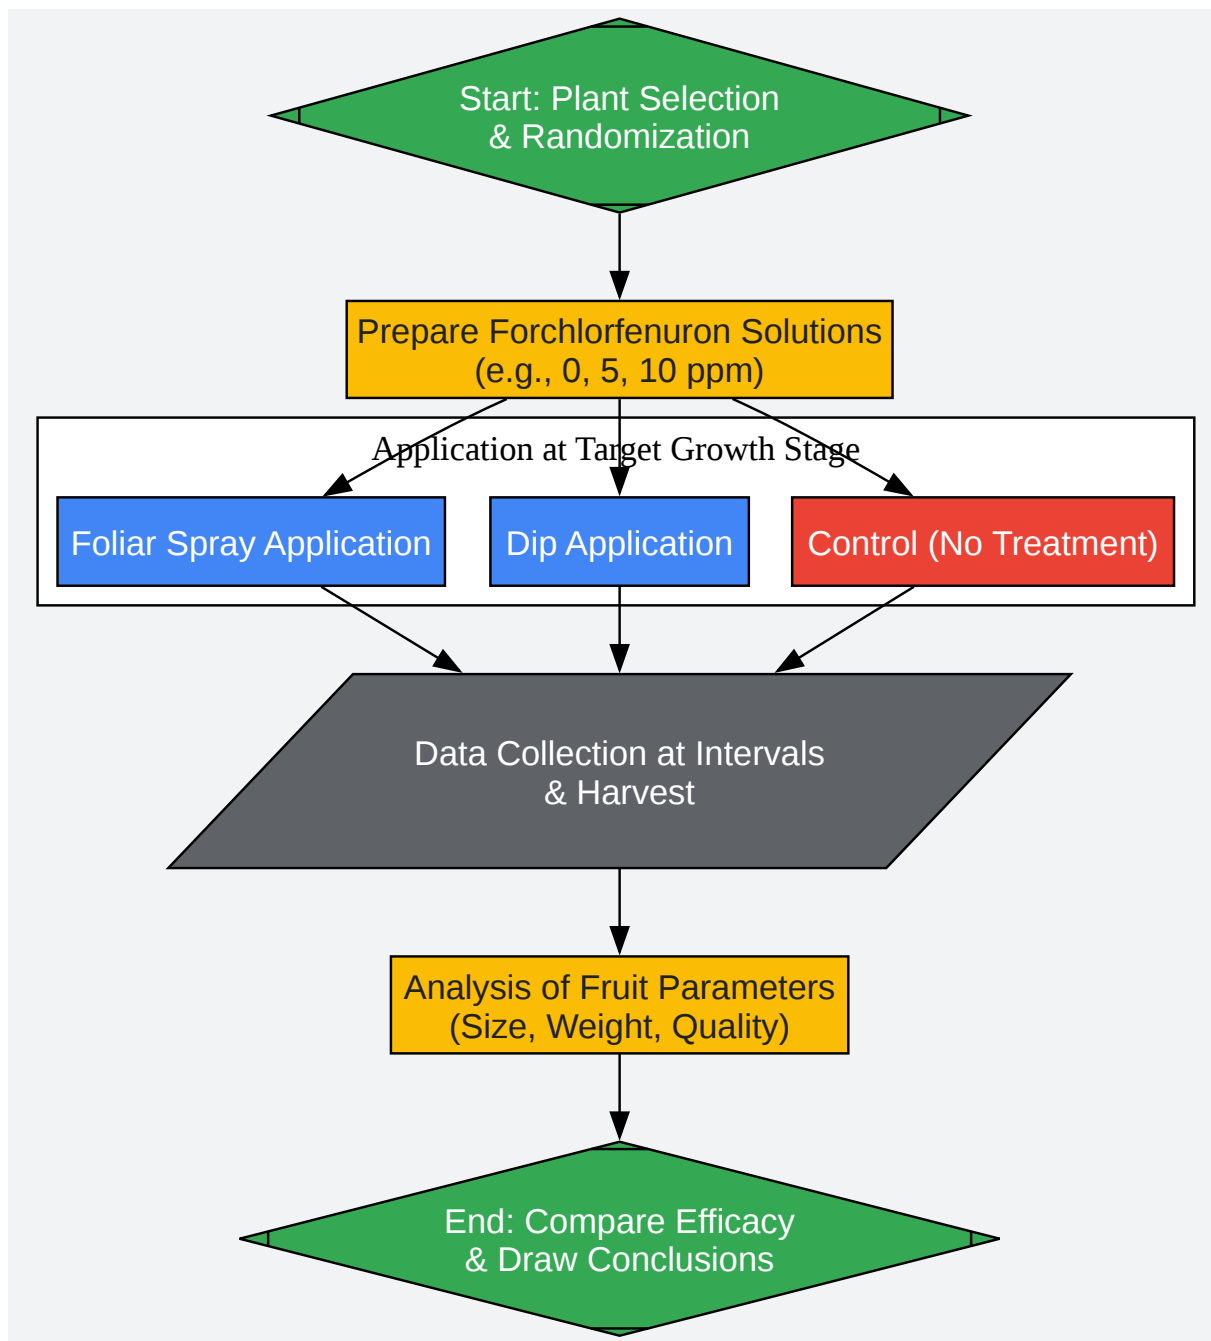 Start: Plant Selection
& Randomization
Prepare Forchlorfenuron Solutions
(e.g., 0, 5, 10 ppm)
Application at Target Growth Stage
Foliar Spray Application
Dip Application
Control (No Treatment)
Data Collection at Intervals
& Harvest
Analysis of Fruit Parameters
(Size, Weight, Quality)
End: Compare Efficacy
& Draw Conclusions